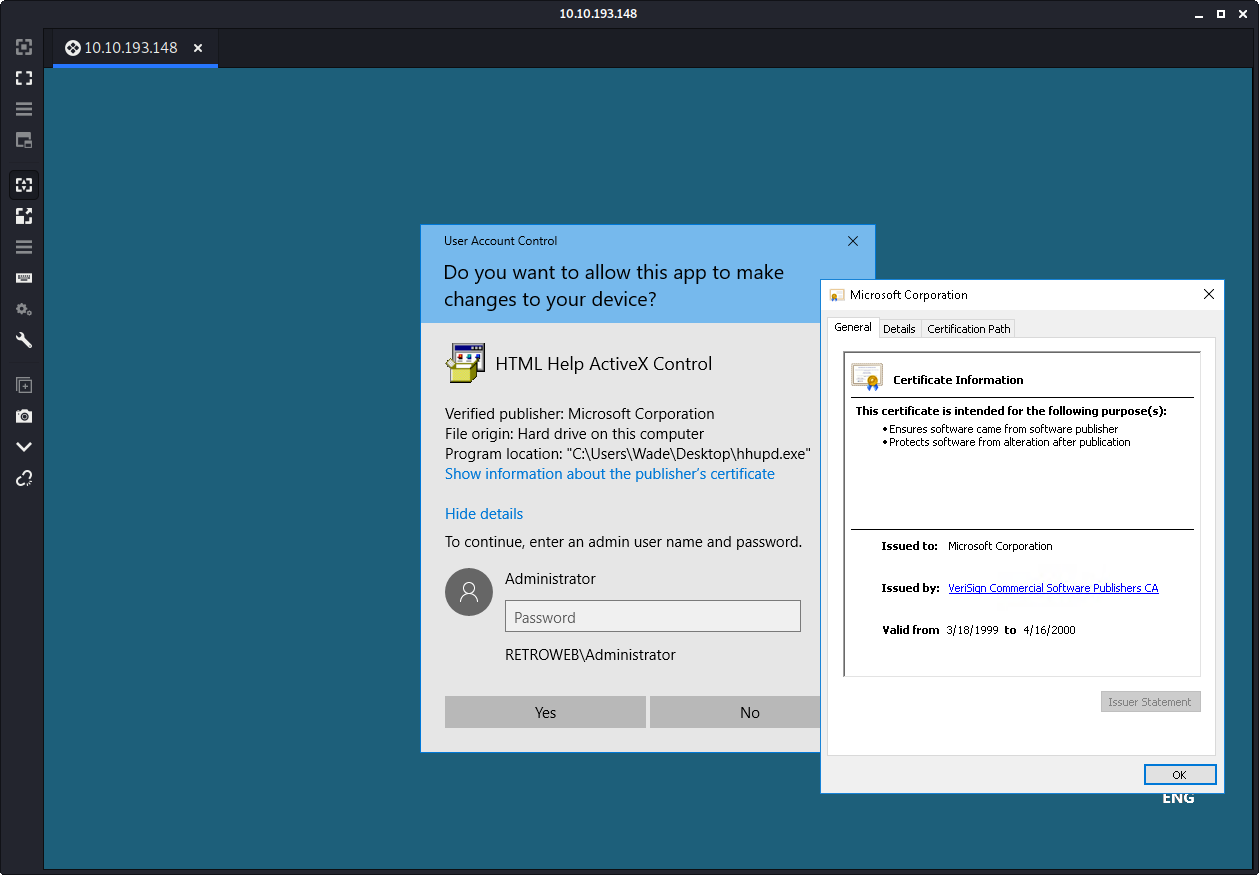 10.10.193.148
10.10.193.148
User Account Control
Do you want to allow this app to make
changes to your device?
HTML Help ActiveX Control
Verified publisher: Microsoft Corporation
File origin: Hard drive on this computer
Program location: "C:\Users\Wade\Desktop\hhupd.exe"
Show information about the publisher's certificate
Hide details
To continue, enter an admin user name and password.
Administrator
Password
RETROWEB\Administrator
Yes
No
Microsoft Corporation
General
Details
Certification Path
Certificate Information
This certificate is intended for the following purpose(s):
•Ensures software came from software publisher
•Protects software from alteration after publication
Issued to: Microsoft Corporation
Issued by: VeriSign Commercial Software Publishers CA
Valid from 3/18/1999 to 4/16/2000
Issuer Statement
OK
ENG